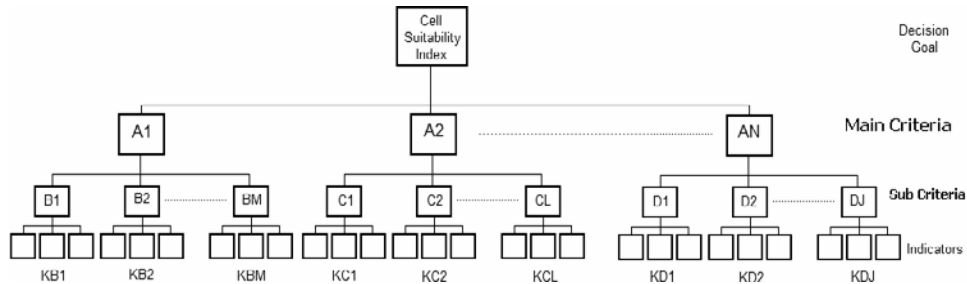 Cell
Suitability
Index
Decision
Goal
A1
A2
AN
Main Criteria
B1
B2
BM
C1
C2
CL
D1
D2
DJ
Sub Criteria
Indicators
KB1
KB2
KBM
KC1
KC2
KCL
KD1
KD2
KDJ